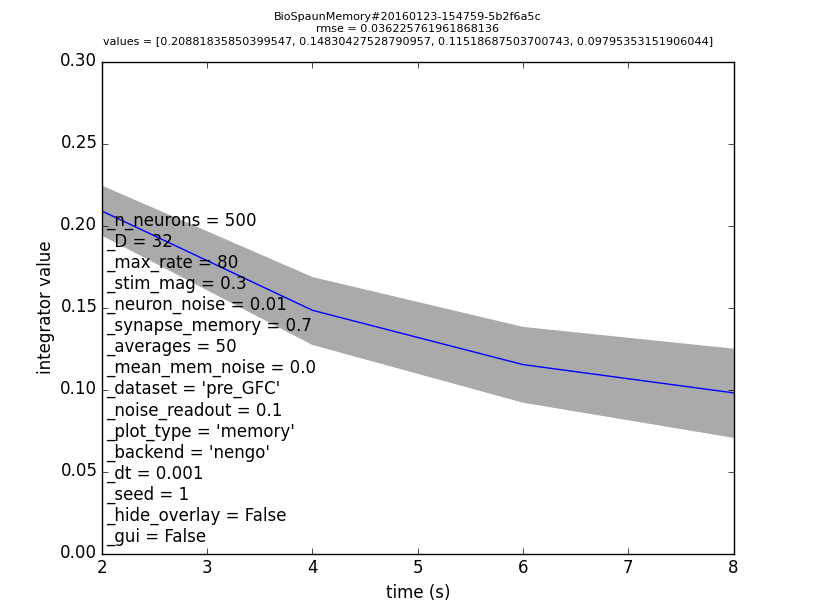 BioSpaunMemory#20160123-154759-5b2f6a5c
rmse = 0.036225761961868136
values = [0.20881835850399547, 0.14830427528790957, 0.11518687503700743, 0.09795353151906044]
0.30
0.25
0.20
0.15
0.10
0.05
0.00
integrator value
_n_neurons = 500
_D = 32
_max_rate = 80
_stim_mag = 0.3
_neuron_noise = 0.01
_synapse_memory = 0.7
_averages = 50
_mean_mem_noise = 0.0
_dataset = 'pre_GFC'
_noise_readout = 0.1
_plot_type = 'memory'
_backend = 'nengo'
_dt = 0.001
_seed = 1
_hide_overlay = False
_gui = False
2 3 4 5 6 7 8
time (s)